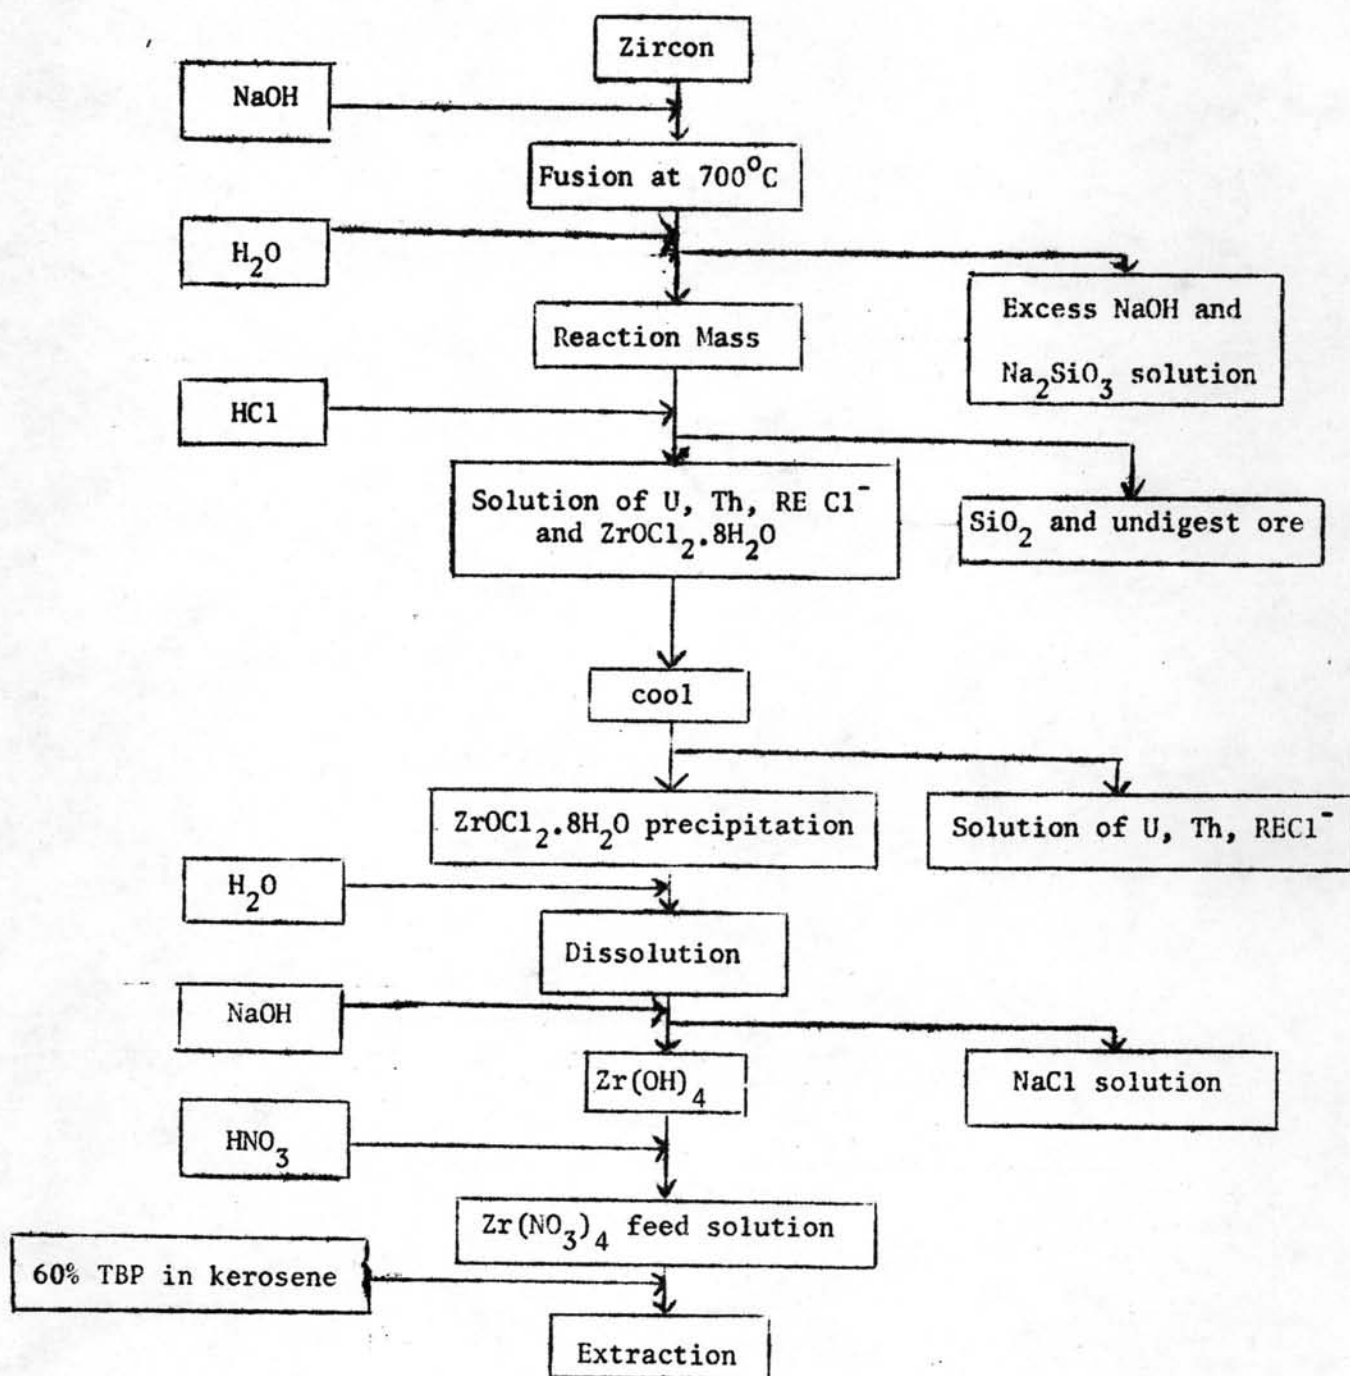 Zircon
NaOH
Fusion at 700°C
H₂O
Excess NaOH and
Na₂SiO₃ solution
Reaction Mass
HCl
Solution of U, Th, RE Cl⁻
and ZrOCl₂.8H₂O
SiO₂ and undigest ore
cool
ZrOCl₂.8H₂O precipitation
Solution of U, Th, RECl⁻
H₂O
Dissolution
NaOH
Zr(OH)₄
NaCl solution
HNO₃
Zr(NO₃)₄ feed solution
60% TBP in kerosene
Extraction